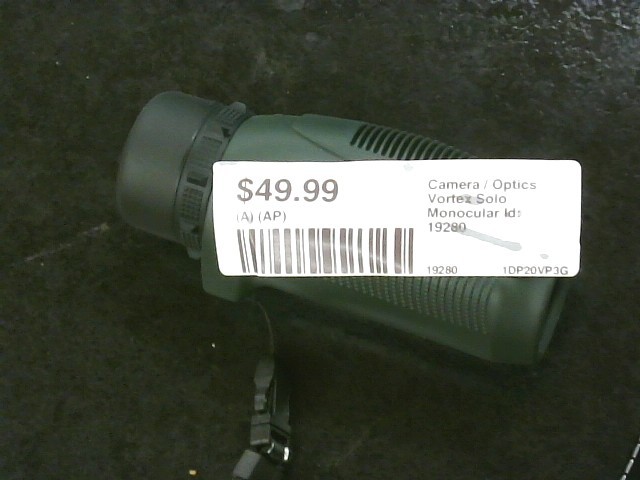 $49.99
(A) (AP)
Camera / Optics
Vortex Solo
Monocular Id:
19280
19280
1DP20VP3G